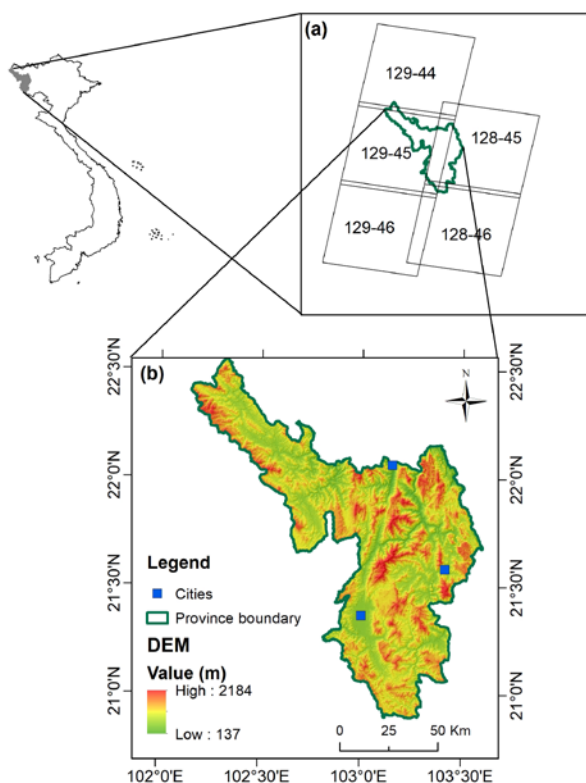 (a)
129-44
128-45
129-45
129-46
128-46
(b)
N
22°30'N
22°0'N
21°30'N
21°0'N
22°30'N
22°0'N
21°30'N
21°0'N
Legend
Cities
Province boundary
DEM
Value (m)
High : 2184
Low : 137
0 25 50 Km
102°0'E 102°30'E 103°0'E 103°30'E